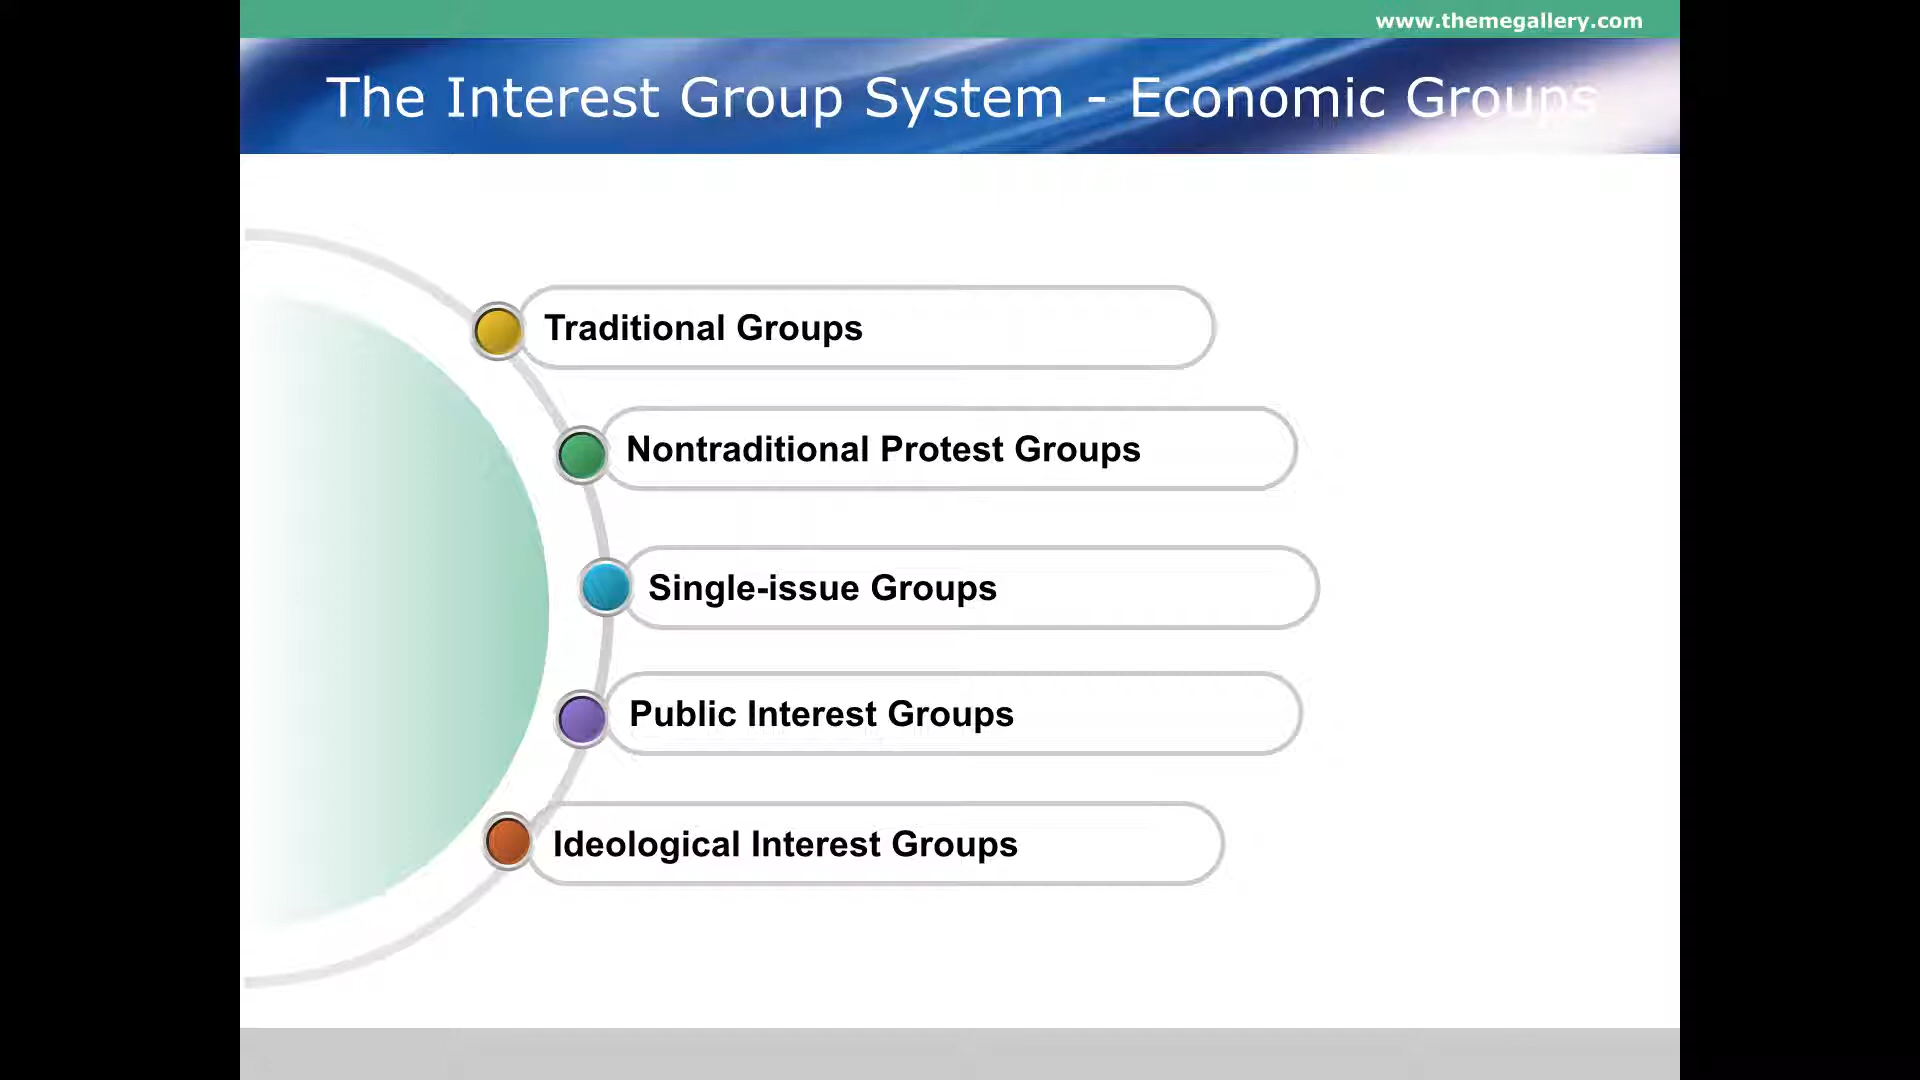 www.themegallery.com
The Interest Group System - Economic Groups
Traditional Groups
Nontraditional Protest Groups
Single-issue Groups
Public Interest Groups
Ideological Interest Groups